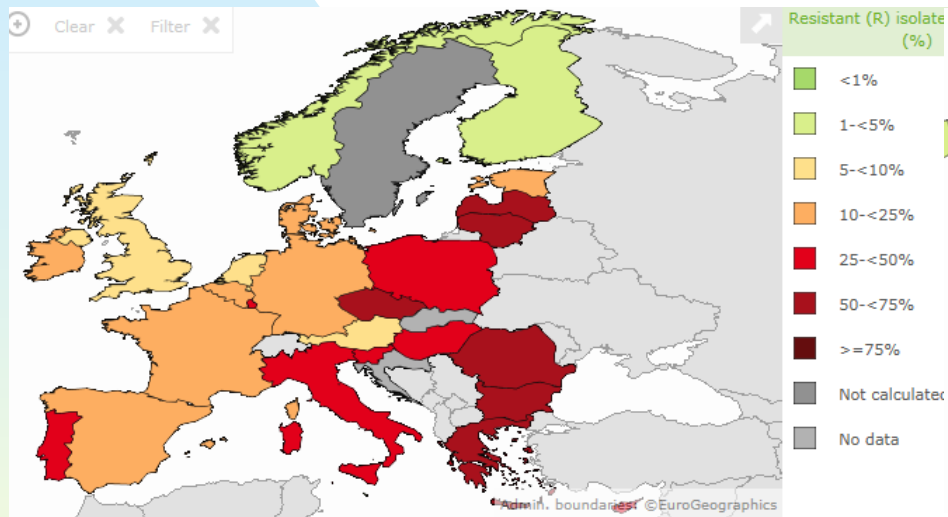 Clear
Filter
Resistant (R) isolate
(%)
<1%
1-<5%
5-<10%
10-<25%
25-<50%
50-<75%
>=75%
Not calculated
No data
Admin. boundaries: ©EuroGeographics